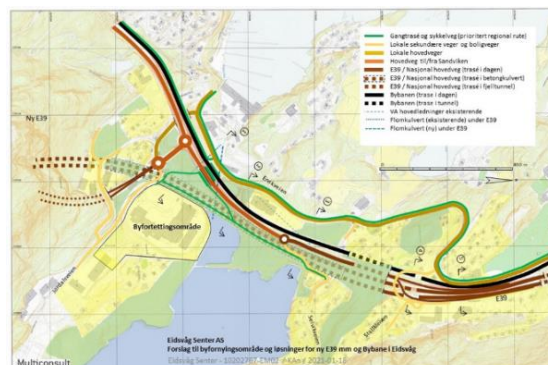 Gangtrasé og sykkelveg (prioritert regional rute)
Lokale sekundære veger og boligveger
Lokale hovedveger
Hovedveg til/fra Sandviken
E39 / Nasjonal hovedveg (trasé i dagen)
E39 / Nasjonal hovedveg (trasé i betongkulvert)
E39 / Nasjonal hovedveg (trasé i fjelltunnel)
Bybanen (trase i dagen)
Bybanen (trase i tunnel)
VA hovedledninger eksisterende
Flomkulvert (eksisterende) under E39
Flomkulvert (ny) under E39
Ny E39
Byfortettingsområde
E39
Eidsvåg Senter AS
Forslag til byfornyingsområde og løsninger for ny E39 mm og Bybane i Eidsvåg
Multiconsult